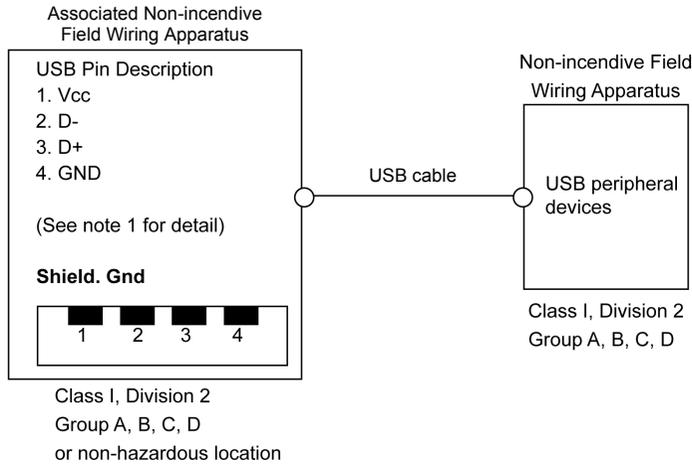 Associated Non-incendive
Field Wiring Apparatus
USB Pin Description
1. Vcc
2. D-
3. D+
4. GND
(See note 1 for detail)
Shield. Gnd
1 2 3 4
Class I, Division 2
Group A, B, C, D
or non-hazardous location
USB cable
Non-incendive Field
Wiring Apparatus
USB peripheral
devices
Class I, Division 2
Group A, B, C, D